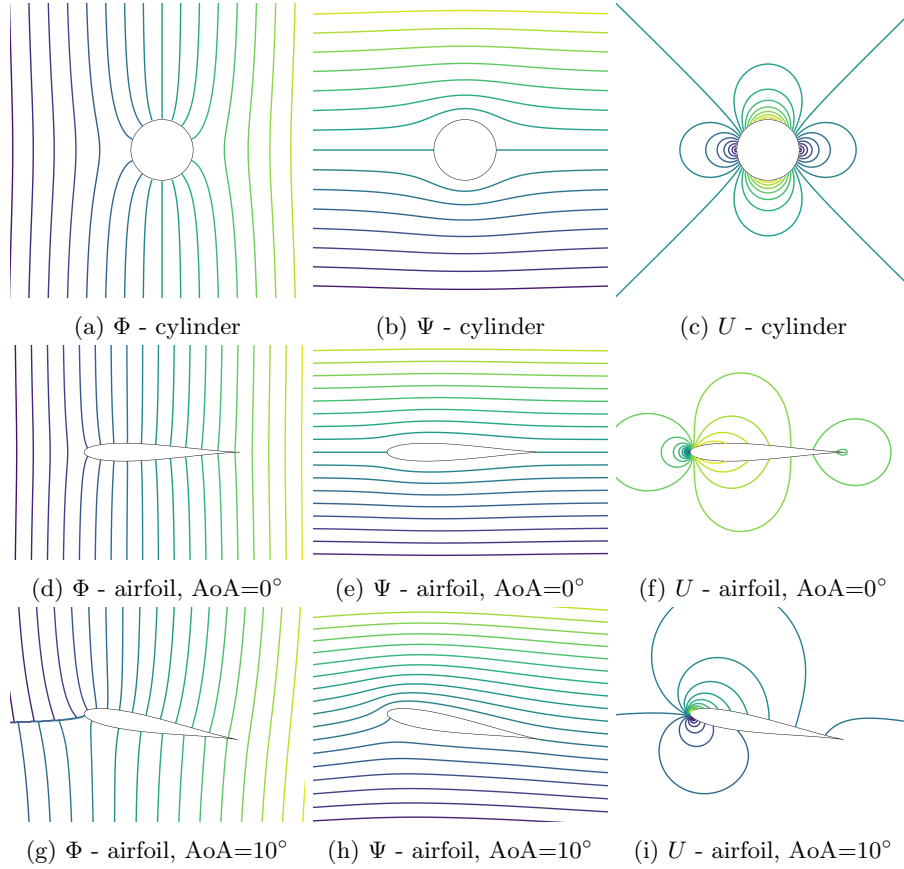 (a) Φ - cylinder
(b) Ψ - cylinder
(c) U - cylinder
(d) Φ - airfoil, AoA=0°
(e) Ψ - airfoil, AoA=0°
(f) U - airfoil, AoA=0°
(g) Φ - airfoil, AoA=10°
(h) Ψ - airfoil, AoA=10°
(i) U - airfoil, AoA=10°